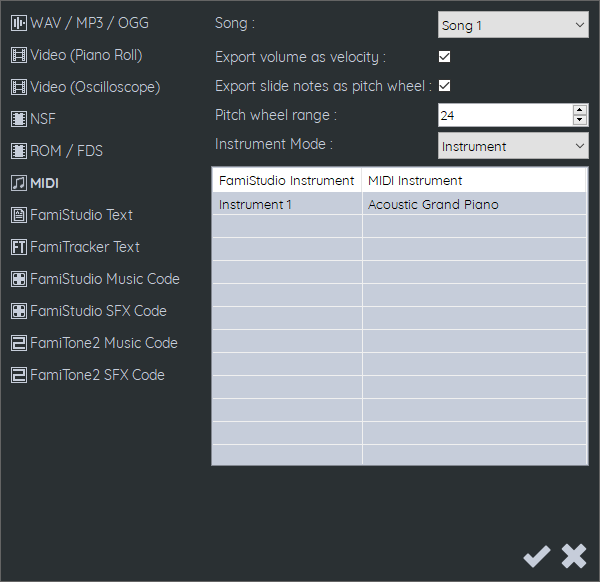 WAV / MP3 / OGG
Video (Piano Roll)
Video (Oscilloscope)
NSF
ROM / FDS
MIDI
FamiStudio Text
FT FamiTracker Text
FamiStudio Music Code
FamiStudio SFX Code
FamiTone2 Music Code
FamiTone2 SFX Code
Song : Song 1
Export volume as velocity :
Export slide notes as pitch wheel :
Pitch wheel range : 24
Instrument Mode : Instrument
FamiStudio Instrument MIDI Instrument
Instrument 1 Acoustic Grand Piano